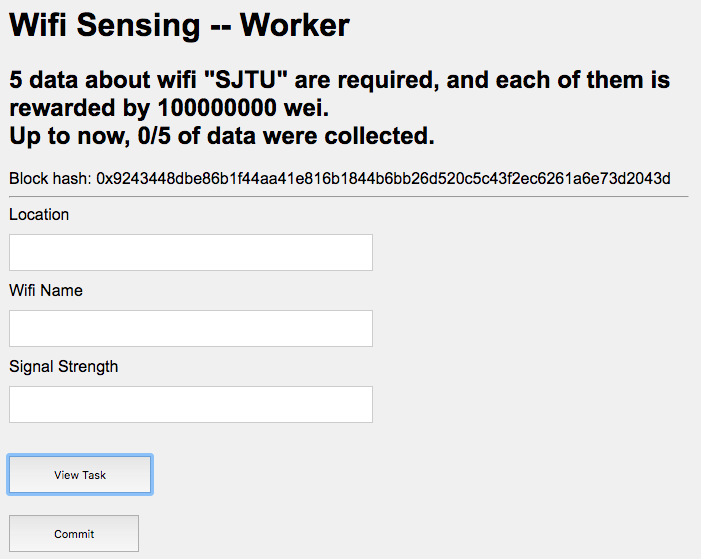 Wifi Sensing -- Worker
5 data about wifi "SJTU" are required, and each of them is
rewarded by 100000000 wei.
Up to now, 0/5 of data were collected.
Block hash: 0x9243448dbe86b1f44aa41e816b1844b6bb26d520c5c43f2ec6261a6e73d2043d
Location
Wifi Name
Signal Strength
View Task
Commit